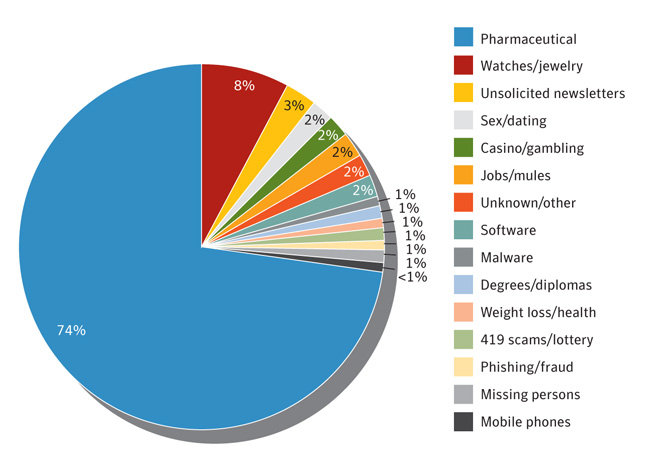 8%
3%
2%
2%
2%
2%
2%
1%
1%
1%
1%
1%
1%
<1%
74%
Pharmaceutical
Watches/jewelry
Unsolicited newsletters
Sex/dating
Casino/gambling
Jobs/mules
Unknown/other
Software
Malware
Degrees/diplomas
Weight loss/health
419 scams/lottery
Phishing/fraud
Missing persons
Mobile phones